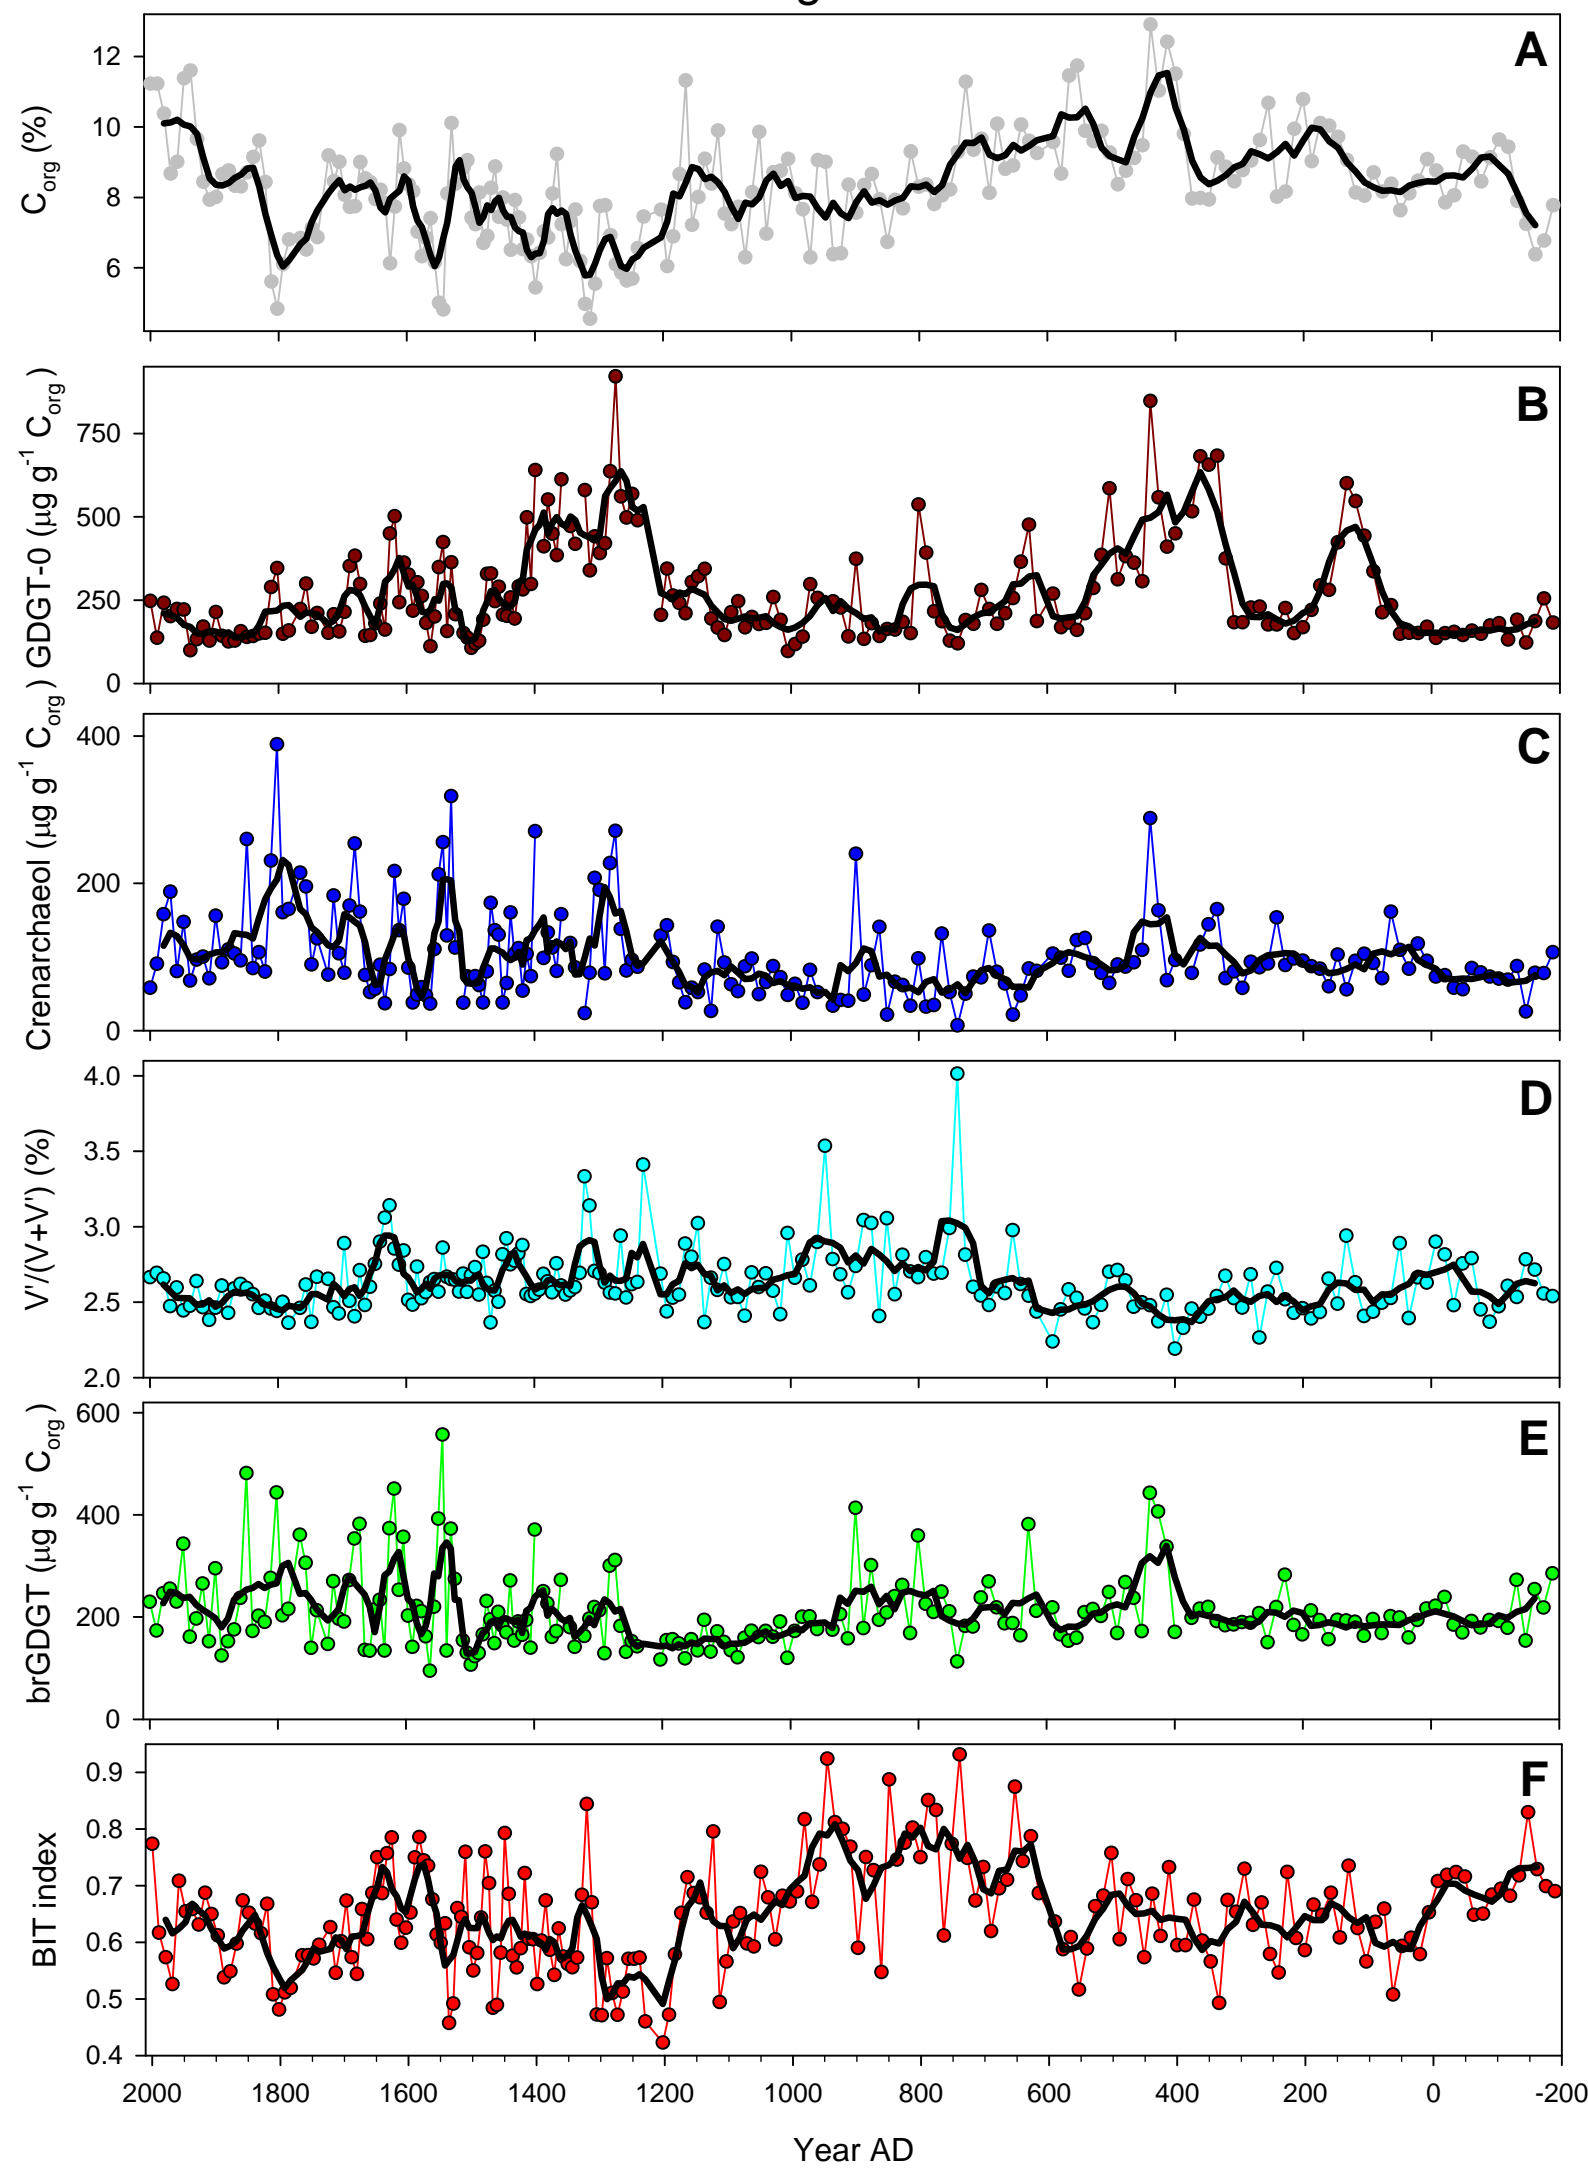 g
A
12
10
8
6
C_org (%)
B
750
500
250
0
GDGT-0 (µg g⁻¹ C_org)
C
400
200
0
Crenarchaeol (µg g⁻¹ C_org)
D
4.0
3.5
3.0
2.5
2.0
V'/(V+V') (%)
E
600
400
200
0
brGDGT (µg g⁻¹ C_org)
F
0.9
0.8
0.7
0.6
0.5
0.4
BIT index
2000 1800 1600 1400 1200 1000 800 600 400 200 0 -200
Year AD